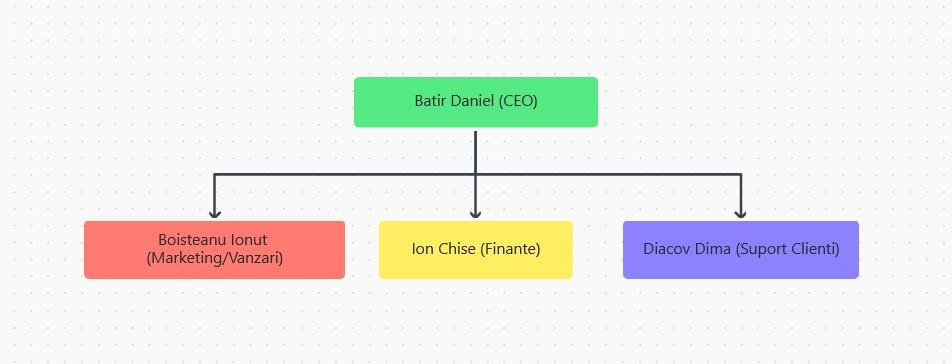 Batir Daniel (CEO)
Boisteanu Ionut
(Marketing/Vanzari)
Ion Chise (Finante)
Diacov Dima (Suport Clienti)